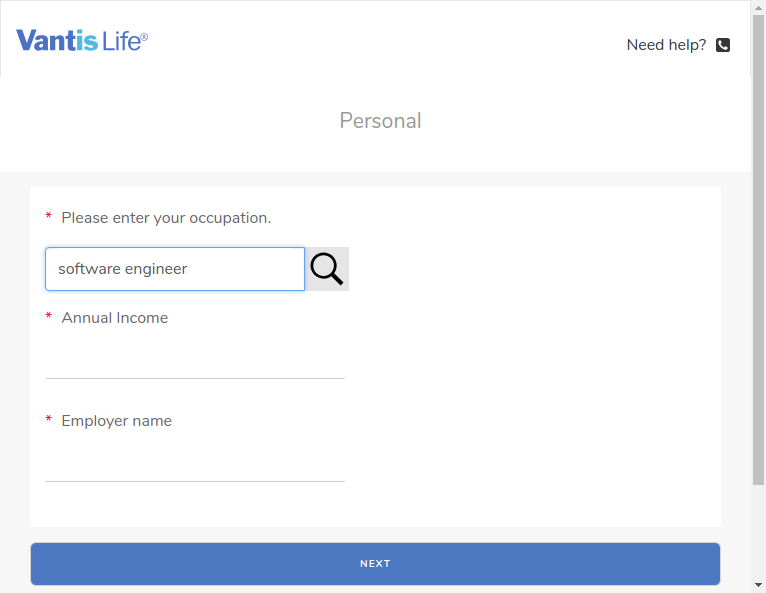 Vantis Life®
Need help?
Personal
* Please enter your occupation.
software engineer
* Annual Income
* Employer name
NEXT